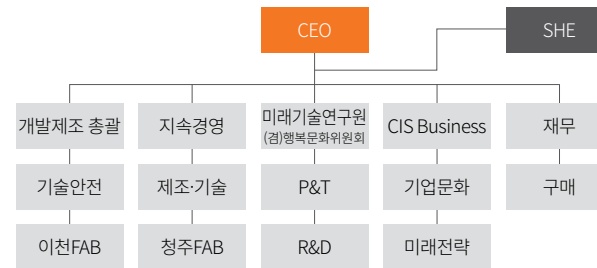 CEO
SHE
개발제조 총괄
지속경영
미래기술연구원
(겸)행복문화위원회
CIS Business
재무
기술안전
제조·기술
P&T
기업문화
구매
이천FAB
청주FAB
R&D
미래전략